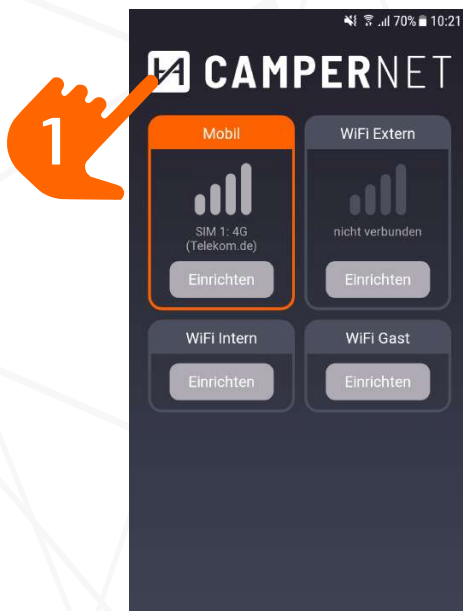 70% 10:21
CAMPERNET
1
Mobil
WiFi Extern
SIM 1: 4G
(Telekom.de)
nicht verbunden
Einrichten
Einrichten
WiFi Intern
WiFi Gast
Einrichten
Einrichten